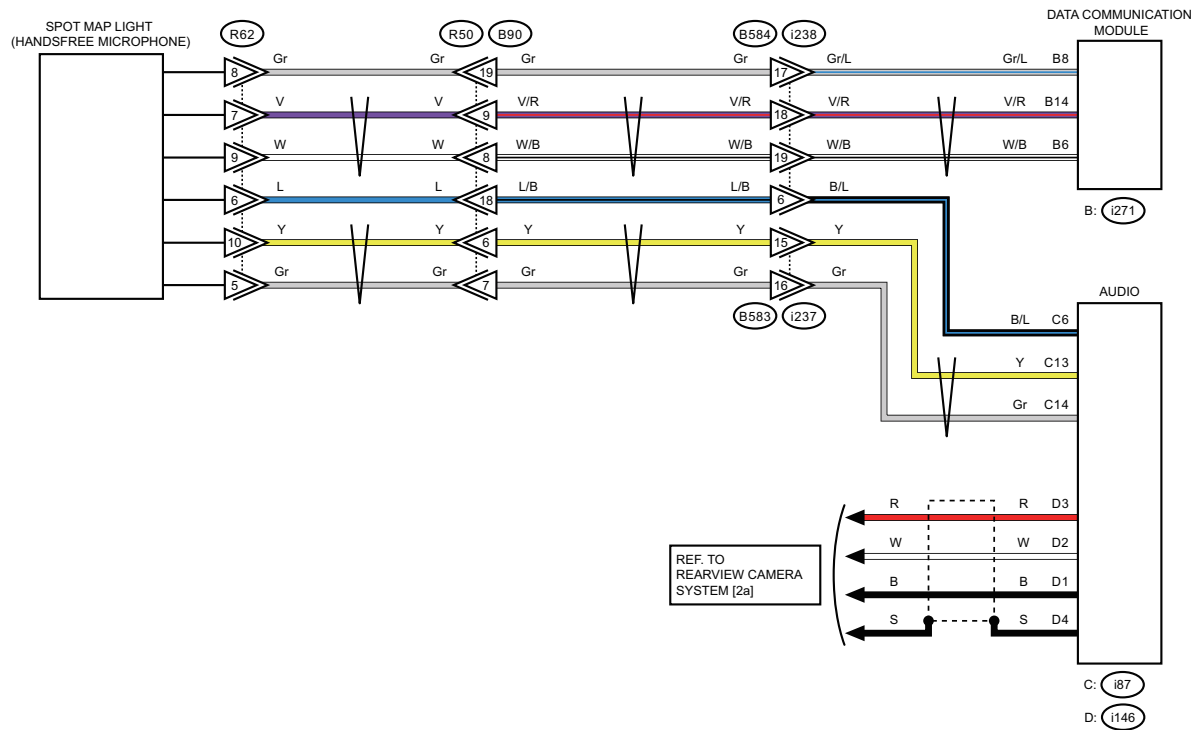 SPOT MAP LIGHT
(HANDSFREE MICROPHONE)
R62
R50
B90
B584
i238
DATA COMMUNICATION
MODULE
8 Gr Gr 19 Gr Gr 17 Gr/L Gr/L B8
7 V V 9 V/R V/R 18 V/R V/R B14
9 W W 8 W/B W/B 19 W/B W/B B6
6 L L 18 L/B L/B 6 B/L
B: i271
10 Y Y 6 Y Y 15 Y
5 Gr Gr 7 Gr Gr 16 Gr
B583
i237
AUDIO
B/L C6
Y C13
Gr C14
R R D3
W W D2
B B D1
S S D4
REF. TO
REARVIEW CAMERA
SYSTEM [2a]
C: i87
D: i146